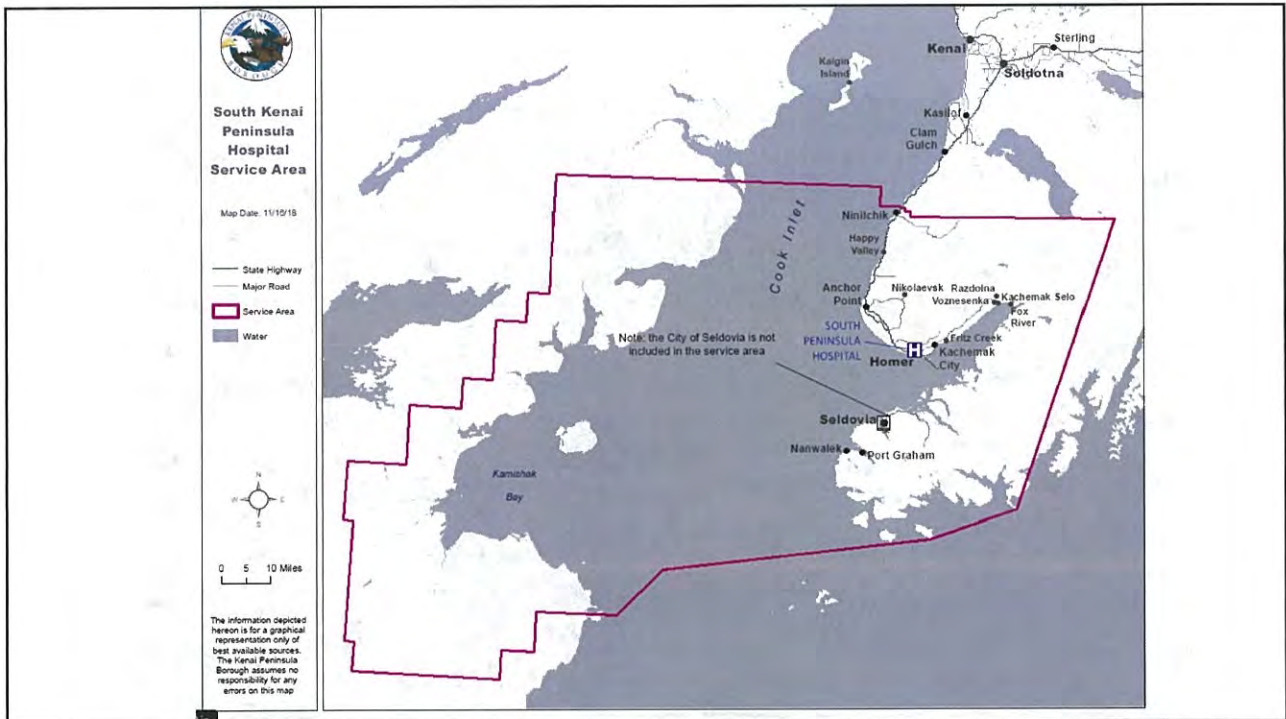 KENAI PENINSULA
BOROUGH
South Kenai
Peninsula
Hospital
Service Area
Map Date: 11/16/18
State Highway
Major Road
Service Area
Water
N
W E
S
0 5 10 Miles
The information depicted
hereon is for a graphical
representation only of
best available sources.
The Kenai Peninsula
Borough assumes no
responsibility for any
errors on this map
Kenai
Sterling
Soldotna
Kalgin
Island
Kasilof
Clam
Gulch
Cook Inlet
Ninilchik
Happy
Valley
Anchor
Point
Nikolaevsk
Razdolna
Voznesenka
Kachemak Selo
Fox
River
Note: the City of Seldovia is not
included in the service area
SOUTH
PENINSULA
HOSPITAL
H
Homer
Fritz Creek
Kachemak
City
Seldovia
Nanwalek
Port Graham
Kamishak
Bay